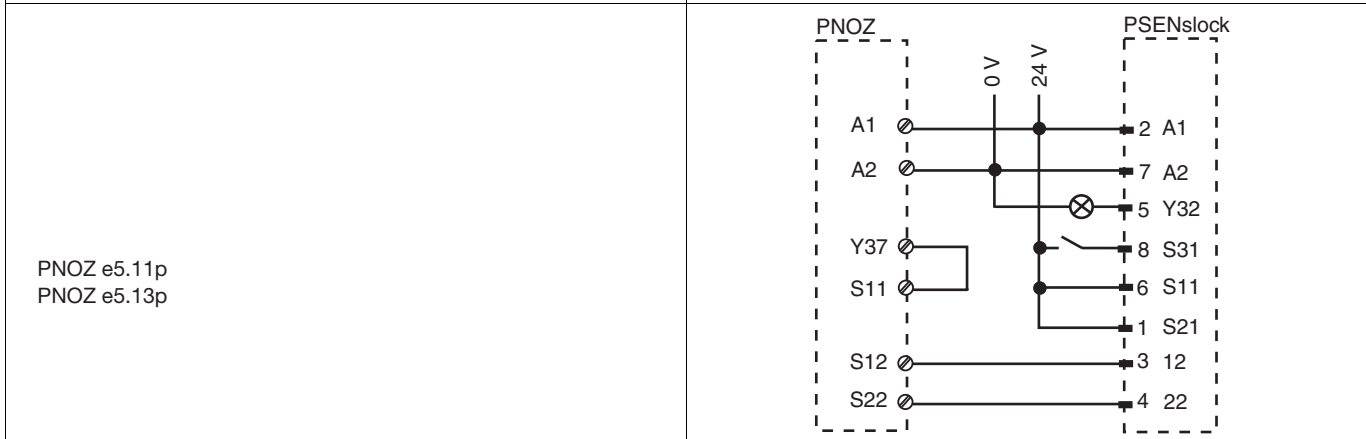 PNOZ e5.11p
PNOZ e5.13p
PNOZ
PSENslock
0 V
24 V
A1
2 A1
A2
7 A2
5 Y32
Y37
8 S31
S11
6 S11
1 S21
S12
3 12
S22
4 22